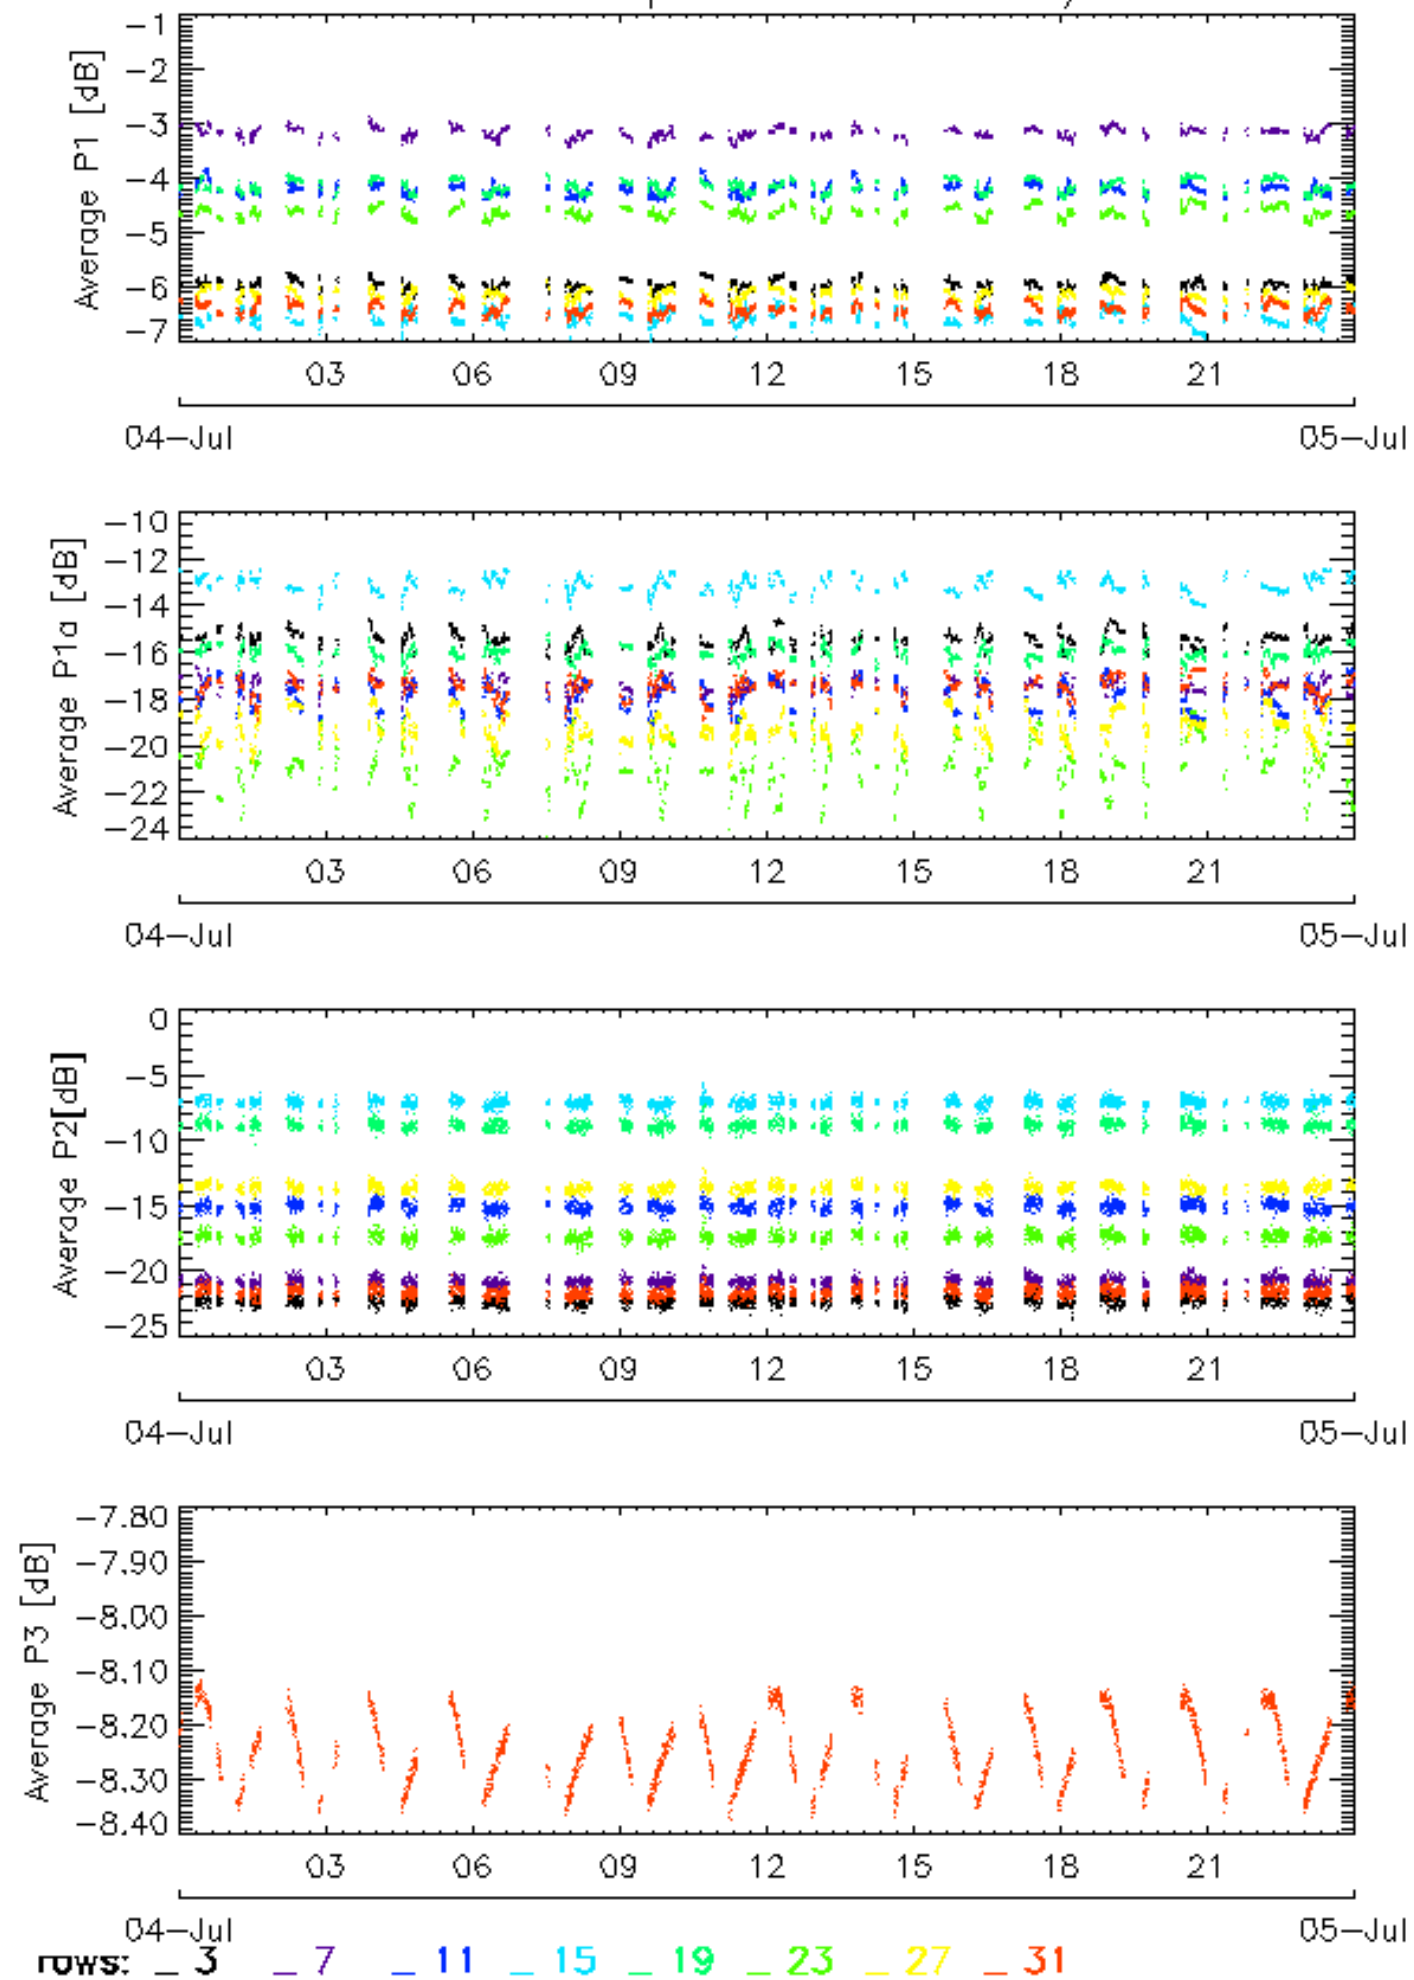 Average P1 [dB]
-1
-2
-3
-4
-5
-6
-7
03 06 09 12 15 18 21
04-Jul 05-Jul
Average P1a [dB]
-10
-12
-14
-16
-18
-20
-22
-24
03 06 09 12 15 18 21
04-Jul 05-Jul
Average P2[dB]
0
-5
-10
-15
-20
-25
03 06 09 12 15 18 21
04-Jul 05-Jul
Average P3 [dB]
-7.80
-7.90
-8.00
-8.10
-8.20
-8.30
-8.40
03 06 09 12 15 18 21
04-Jul 05-Jul
rows: _ 3 _ 7 _ 11 _ 15 _ 19 _ 23 _ 27 _ 31